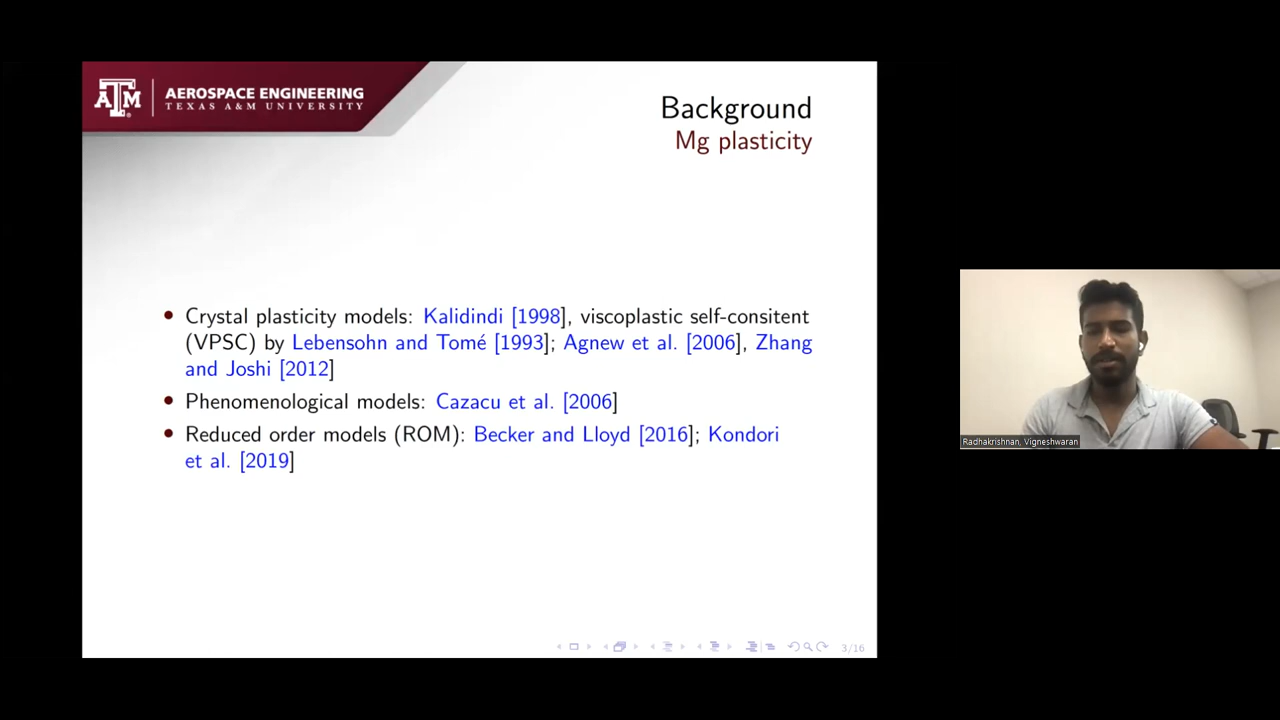 AEROSPACE ENGINEERING
TEXAS A&M UNIVERSITY
ATM
Background
Mg plasticity
• Crystal plasticity models: Kalidindi [1998], viscoplastic self-consitent
(VPSC) by Lebensohn and Tomé [1993]; Agnew et al. [2006], Zhang
and Joshi [2012]
• Phenomenological models: Cazacu et al. [2006]
• Reduced order models (ROM): Becker and Lloyd [2016]; Kondori
et al. [2019]
3/16
Radhakrishnan, Vigneshwaran